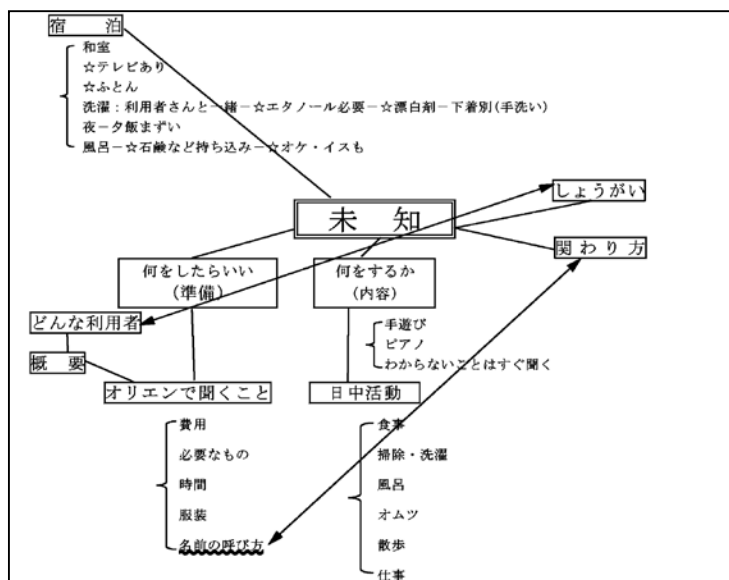 宿 泊
和室
☆テレビあり
☆ふとん
洗濯：利用者さんと一緒－☆エタノール必要－☆漂白剤－下着別(手洗い)
夜－夕飯まずい
風呂－☆石鹸など持ち込み－☆オケ・イスも
しょうがい
未 知
関わり方
何をしたらいい
（準備）
何をするか
（内容）
どんな利用者
手遊び
ピアノ
わからないことはすぐ聞く
概 要
オリエンで聞くこと
日中活動
費用
必要なもの
時間
服装
名前の呼び方
食事
掃除・洗濯
風呂
オムツ
散歩
仕事